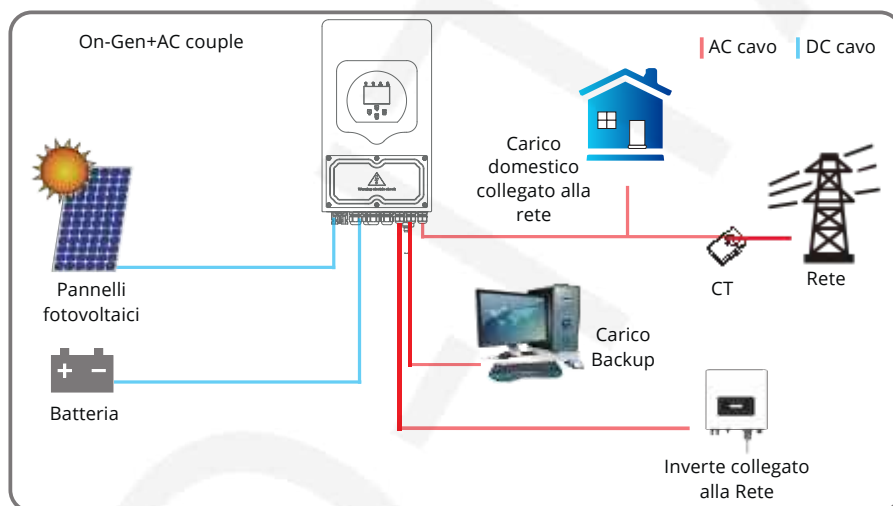 On-Gen+AC couple
AC cavo
DC cavo
Carico
domestico
collegato alla
rete
CT
Rete
Pannelli
fotovoltaici
Carico
Backup
Batteria
Inverte collegato
alla Rete